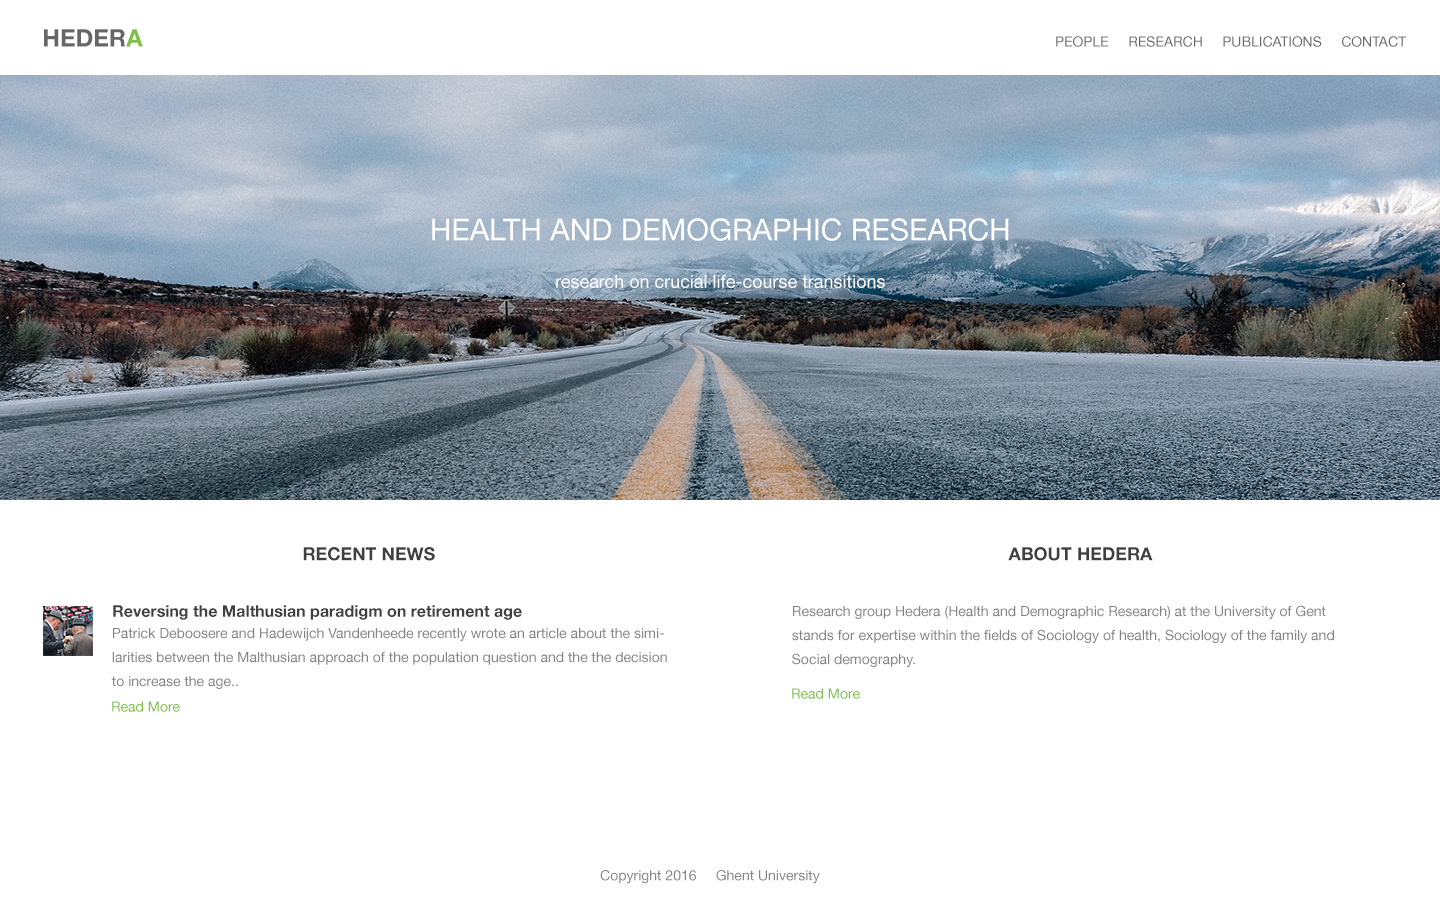 HEDERA
PEOPLE RESEARCH PUBLICATIONS CONTACT
HEALTH AND DEMOGRAPHIC RESEARCH
research on crucial life-course transitions
RECENT NEWS
Reversing the Malthusian paradigm on retirement age
Patrick Deboosere and Hadewijch Vandenheede recently wrote an article about the simi-
larities between the Malthusian approach of the population question and the the decision
to increase the age..
Read More
ABOUT HEDERA
Research group Hedera (Health and Demographic Research) at the University of Gent
stands for expertise within the fields of Sociology of health, Sociology of the family and
Social demography.
Read More
Copyright 2016 Ghent University